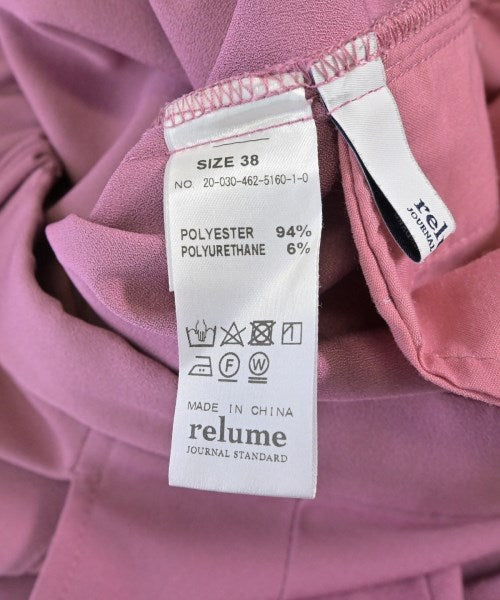 SIZE 38
NO. 20-030-462-5160-1-0
POLYESTER 94%
POLYURETHANE 6%
F W
MADE IN CHINA
relume
JOURNAL STANDARD
relume
JOURNAL